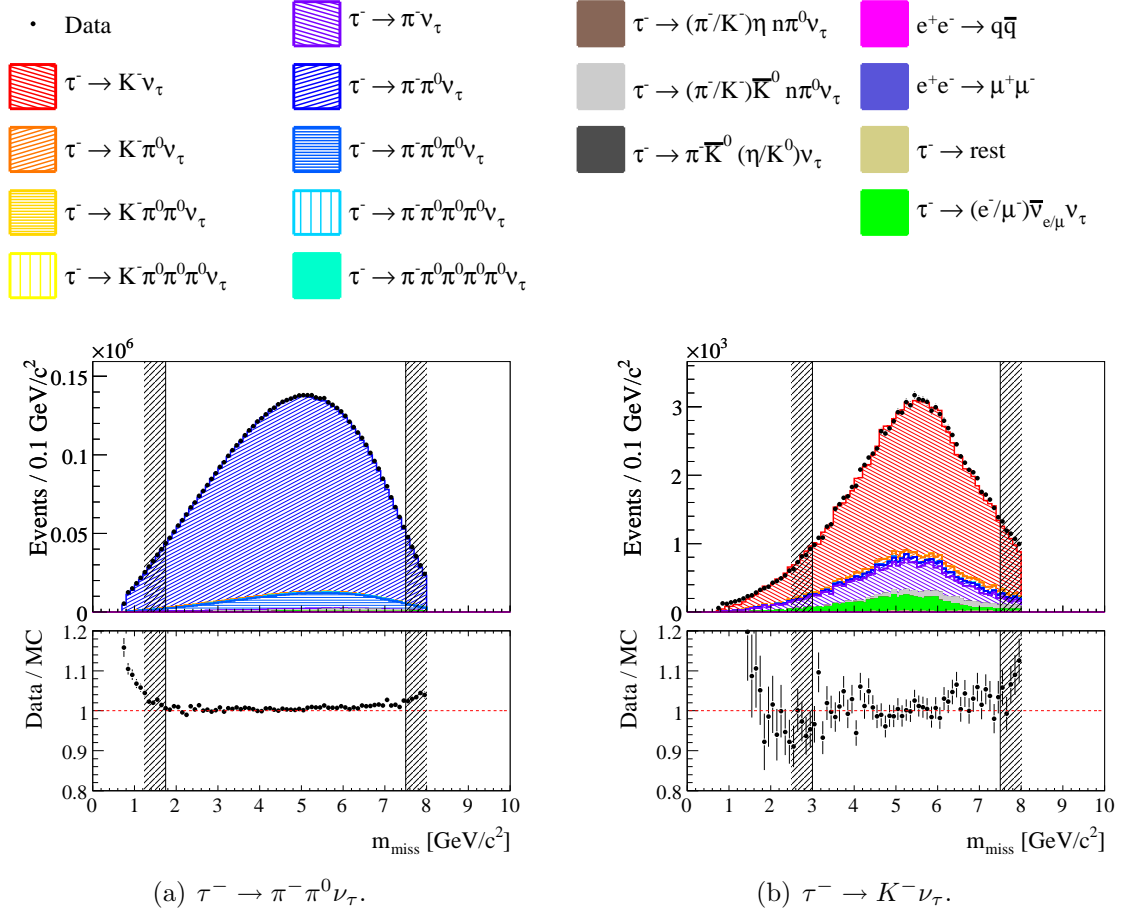 Data
τ⁻ → K⁻ν_τ
τ⁻ → K⁻π⁰ν_τ
τ⁻ → K⁻π⁰π⁰ν_τ
τ⁻ → K⁻π⁰π⁰π⁰ν_τ
τ⁻ → π⁻ν_τ
τ⁻ → π⁻π⁰ν_τ
τ⁻ → π⁻π⁰π⁰ν_τ
τ⁻ → π⁻π⁰π⁰π⁰ν_τ
τ⁻ → π⁻π⁰π⁰π⁰π⁰ν_τ
τ⁻ → (π⁻/K⁻)η nπ⁰ν_τ
τ⁻ → (π⁻/K⁻)K̅⁰ nπ⁰ν_τ
τ⁻ → π⁻K̅⁰ (η/K⁰)ν_τ
e⁺e⁻ → qq̅
e⁺e⁻ → μ⁺μ⁻
τ⁻ → rest
τ⁻ → (e⁻/μ⁻)ν̅_{e/μ} ν_τ
×10⁶
Events / 0.1 GeV/c²
0.15
0.1
0.05
0
Data / MC
1.2
1.1
1
0.9
0.8
0 1 2 3 4 5 6 7 8 9 10
m_miss [GeV/c²]
(a) τ⁻ → π⁻π⁰ν_τ.
×10³
Events / 0.1 GeV/c²
3
2
1
0
Data / MC
1.2
1.1
1
0.9
0.8
0 1 2 3 4 5 6 7 8 9 10
m_miss [GeV/c²]
(b) τ⁻ → K⁻ν_τ.